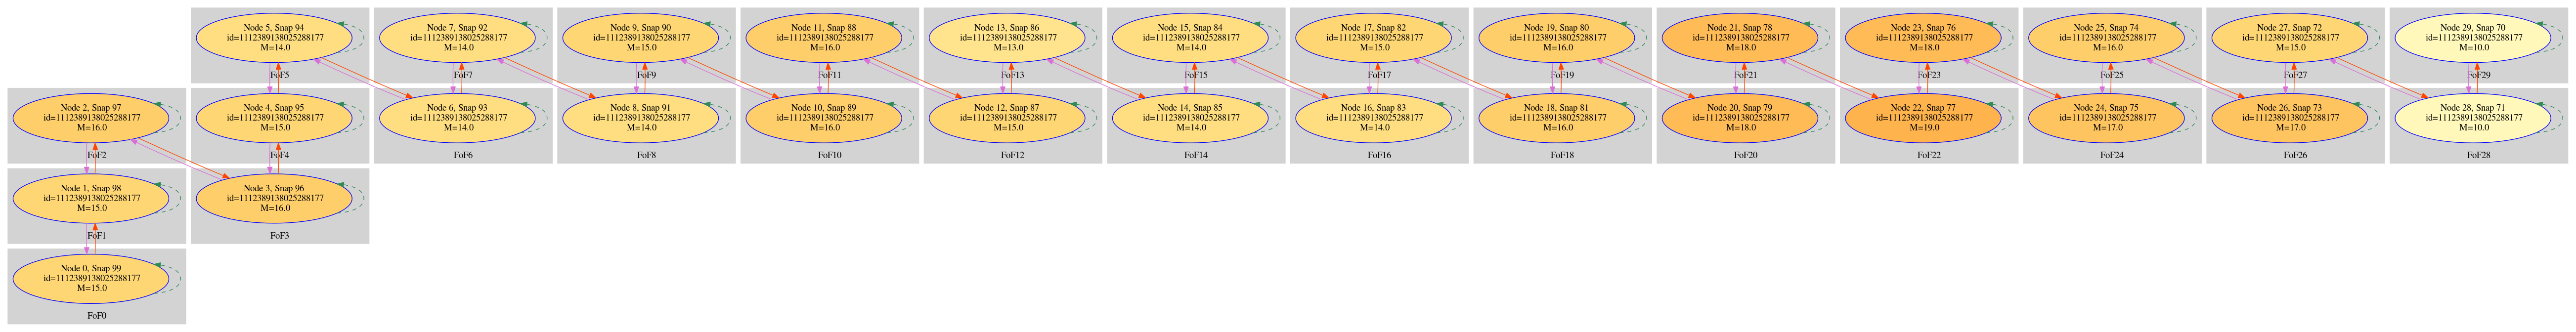 Node 5, Snap 94
id=1112389138025288177
M=14.0
FoF5
Node 7, Snap 92
id=1112389138025288177
M=14.0
FoF7
Node 9, Snap 90
id=1112389138025288177
M=15.0
FoF9
Node 11, Snap 88
id=1112389138025288177
M=16.0
FoF11
Node 13, Snap 86
id=1112389138025288177
M=13.0
FoF13
Node 15, Snap 84
id=1112389138025288177
M=14.0
FoF15
Node 17, Snap 82
id=1112389138025288177
M=15.0
FoF17
Node 19, Snap 80
id=1112389138025288177
M=16.0
FoF19
Node 21, Snap 78
id=1112389138025288177
M=18.0
FoF21
Node 23, Snap 76
id=1112389138025288177
M=18.0
FoF23
Node 25, Snap 74
id=1112389138025288177
M=16.0
FoF25
Node 27, Snap 72
id=1112389138025288177
M=15.0
FoF27
Node 29, Snap 70
id=1112389138025288177
M=10.0
FoF29
Node 2, Snap 97
id=1112389138025288177
M=16.0
FoF2
Node 4, Snap 95
id=1112389138025288177
M=15.0
FoF4
Node 6, Snap 93
id=1112389138025288177
M=14.0
FoF6
Node 8, Snap 91
id=1112389138025288177
M=14.0
FoF8
Node 10, Snap 89
id=1112389138025288177
M=16.0
FoF10
Node 12, Snap 87
id=1112389138025288177
M=15.0
FoF12
Node 14, Snap 85
id=1112389138025288177
M=14.0
FoF14
Node 16, Snap 83
id=1112389138025288177
M=14.0
FoF16
Node 18, Snap 81
id=1112389138025288177
M=16.0
FoF18
Node 20, Snap 79
id=1112389138025288177
M=18.0
FoF20
Node 22, Snap 77
id=1112389138025288177
M=19.0
FoF22
Node 24, Snap 75
id=1112389138025288177
M=17.0
FoF24
Node 26, Snap 73
id=1112389138025288177
M=17.0
FoF26
Node 28, Snap 71
id=1112389138025288177
M=10.0
FoF28
Node 1, Snap 98
id=1112389138025288177
M=15.0
FoF1
Node 3, Snap 96
id=1112389138025288177
M=16.0
FoF3
Node 0, Snap 99
id=1112389138025288177
M=15.0
FoF0